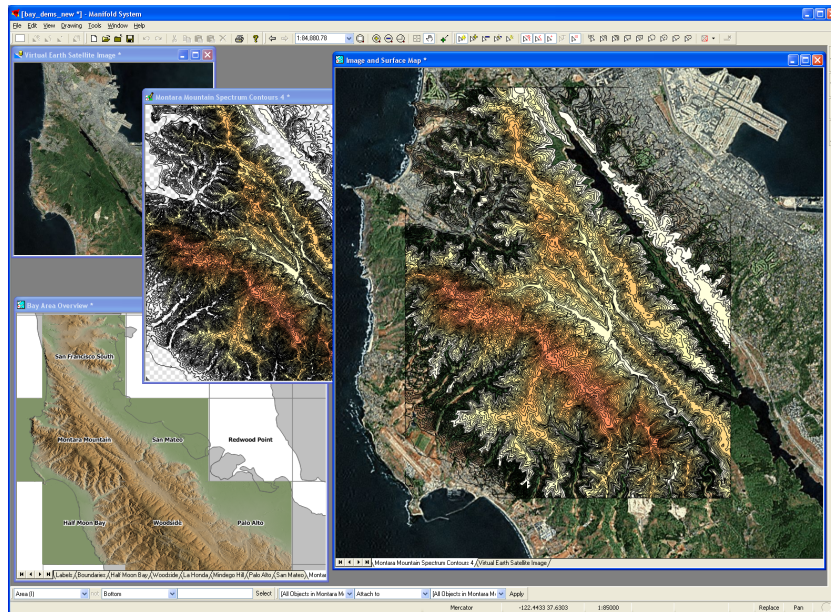 [bay_dems_new *] - Manifold System
File Edit View Drawing Tools Window Help
1:84,880.78
Virtual Earth Satellite Image *
Montara Mountain Spectrum Contours 4 *
Image and Surface Map *
Bay Area Overview *
San Francisco South
Montara Mountain
San Mateo
Redwood Point
Half Moon Bay
Woodside
Palo Alto
Labels Boundaries Half Moon Bay Woodside La Honda Mindego Hill Palo Alto San Mateo Montar
Montara Mountain Spectrum Contours 4 Virtual Earth Satellite Image
Area (I) not Bottom Select [All Objects in Montara M Attach to [All Objects in Montara M Apply
Mercator -122.4433 37.6303 1:85000 Replace Pan